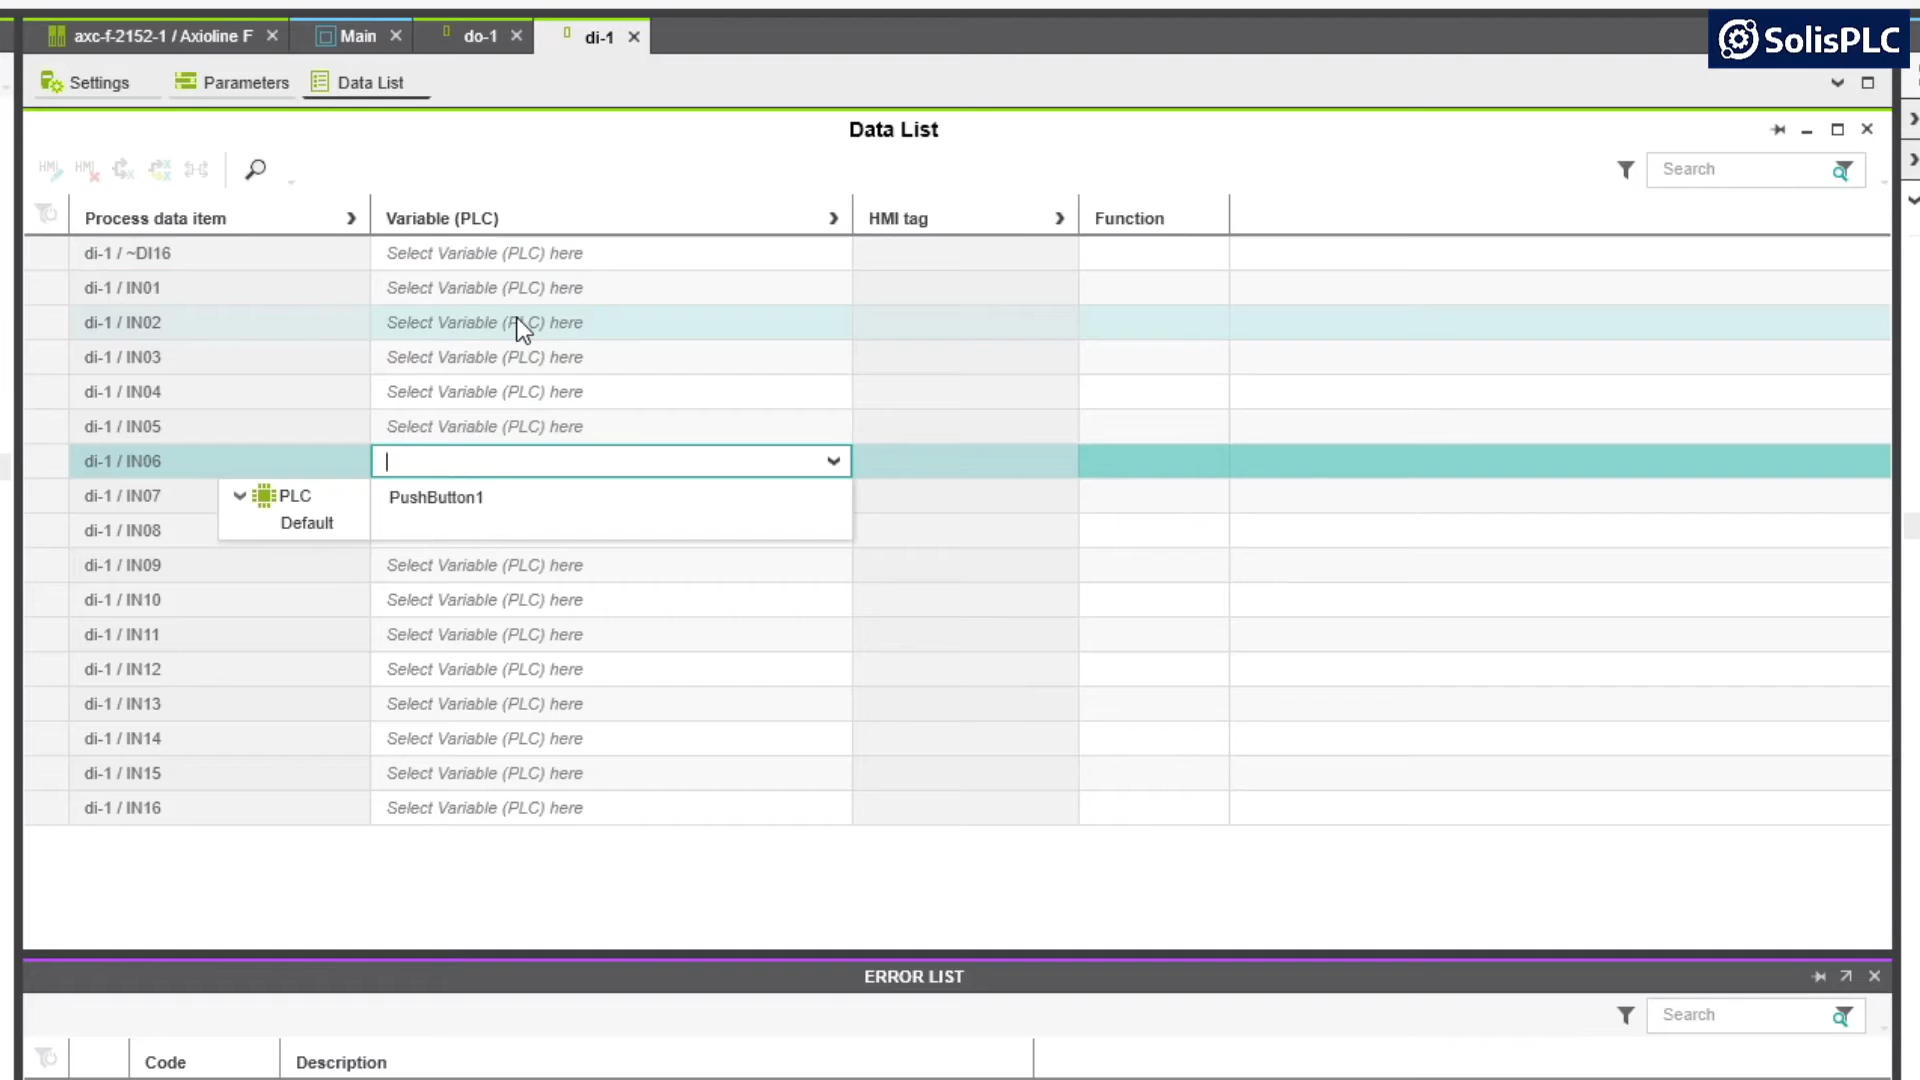 axc-f-2152-1 / Axioline F
Main
do-1
di-1
SolisPLC
Settings
Parameters
Data List
Data List
HMI
HMI
Search
Process data item
Variable (PLC)
HMI tag
Function
di-1 / ~DI16
Select Variable (PLC) here
di-1 / IN01
Select Variable (PLC) here
di-1 / IN02
Select Variable (PLC) here
di-1 / IN03
Select Variable (PLC) here
di-1 / IN04
Select Variable (PLC) here
di-1 / IN05
Select Variable (PLC) here
di-1 / IN06
di-1 / IN07
PLC
PushButton1
Default
di-1 / IN08
di-1 / IN09
Select Variable (PLC) here
di-1 / IN10
Select Variable (PLC) here
di-1 / IN11
Select Variable (PLC) here
di-1 / IN12
Select Variable (PLC) here
di-1 / IN13
Select Variable (PLC) here
di-1 / IN14
Select Variable (PLC) here
di-1 / IN15
Select Variable (PLC) here
di-1 / IN16
Select Variable (PLC) here
ERROR LIST
Search
Code
Description